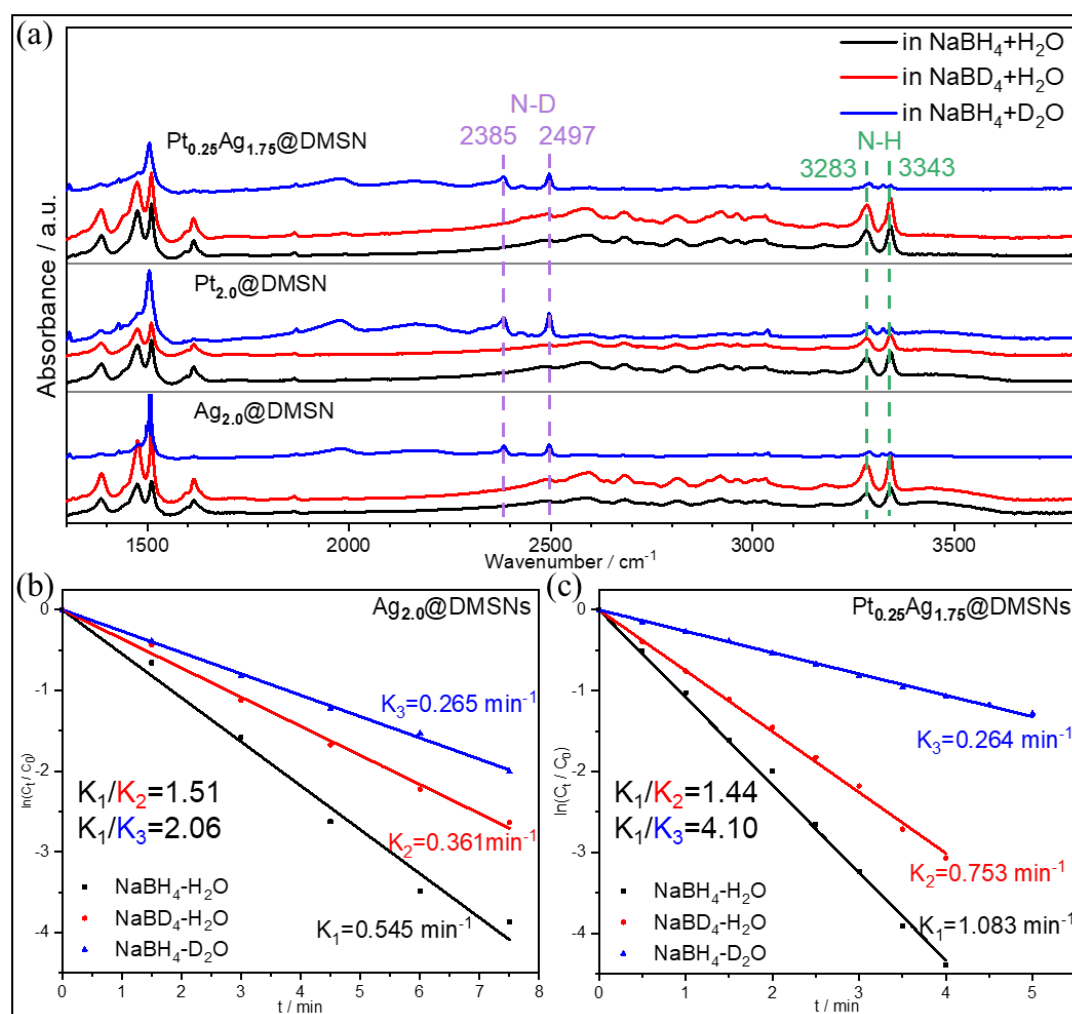 (a)
in NaBH4+H2O
in NaBD4+H2O
in NaBH4+D2O
N-D
2385 2497
N-H
3283 3343
Pt0.25Ag1.75@DMSN
Pt2.0@DMSN
Ag2.0@DMSN
Absorbance / a.u.
1500 2000 2500 3000 3500
Wavenumber / cm-1
(b)
Ag2.0@DMSNs
K3=0.265 min-1
K1/K2=1.51
K1/K3=2.06
K2=0.361min-1
K1=0.545 min-1
NaBH4-H2O
NaBD4-H2O
NaBH4-D2O
ln(Ct / C0)
0
-1
-2
-3
-4
0 1 2 3 4 5 6 7 8
t / min
(c)
Pt0.25Ag1.75@DMSNs
K3=0.264 min-1
K1/K2=1.44
K1/K3=4.10
K2=0.753 min-1
K1=1.083 min-1
NaBH4-H2O
NaBD4-H2O
NaBH4-D2O
ln(Ct / C0)
0
-1
-2
-3
-4
0 1 2 3 4 5
t / min